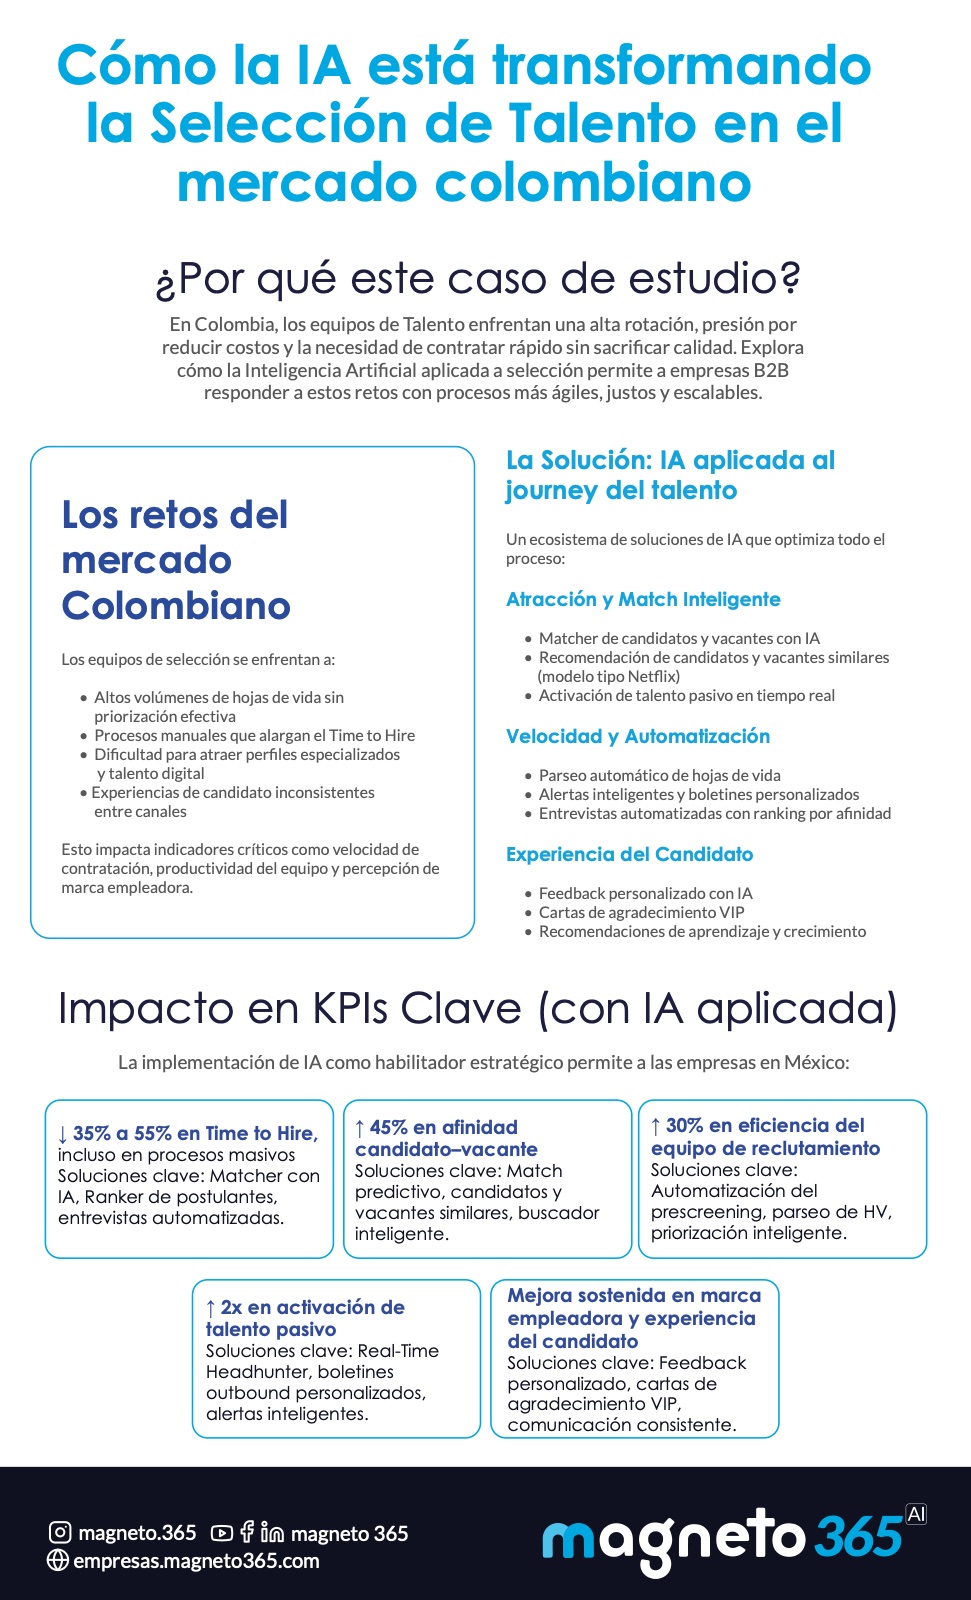 Cómo la IA está transformando
la Selección de Talento en el
mercado colombiano
¿Por qué este caso de estudio?
En Colombia, los equipos de Talento enfrentan una alta rotación, presión por
reducir costos y la necesidad de contratar rápido sin sacrificar calidad. Explora
cómo la Inteligencia Artificial aplicada a selección permite a empresas B2B
responder a estos retos con procesos más ágiles, justos y escalables.
Los retos del
mercado
Colombiano
Los equipos de selección se enfrentan a:
• Altos volúmenes de hojas de vida sin
priorización efectiva
• Procesos manuales que alargan el Time to Hire
• Dificultad para atraer perfiles especializados
y talento digital
• Experiencias de candidato inconsistentes
entre canales
Esto impacta indicadores críticos como velocidad de
contratación, productividad del equipo y percepción de
marca empleadora.
La Solución: IA aplicada al
journey del talento
Un ecosistema de soluciones de IA que optimiza todo el
proceso:
Atracción y Match Inteligente
• Matcher de candidatos y vacantes con IA
• Recomendación de candidatos y vacantes similares
(modelo tipo Netflix)
• Activación de talento pasivo en tiempo real
Velocidad y Automatización
• Parseo automático de hojas de vida
• Alertas inteligentes y boletines personalizados
• Entrevistas automatizadas con ranking por afinidad
Experiencia del Candidato
• Feedback personalizado con IA
• Cartas de agradecimiento VIP
• Recomendaciones de aprendizaje y crecimiento
Impacto en KPIs Clave (con IA aplicada)
La implementación de IA como habilitador estratégico permite a las empresas en México:
↓ 35% a 55% en Time to Hire,
incluso en procesos masivos
Soluciones clave: Matcher con
IA, Ranker de postulantes,
entrevistas automatizadas.
↑ 45% en afinidad
candidato–vacante
Soluciones clave: Match
predictivo, candidatos y
vacantes similares, buscador
inteligente.
↑ 30% en eficiencia del
equipo de reclutamiento
Soluciones clave:
Automatización del
prescreening, parseo de HV,
priorización inteligente.
↑ 2x en activación de
talento pasivo
Soluciones clave: Real-Time
Headhunter, boletines
outbound personalizados,
alertas inteligentes.
Mejora sostenida en marca
empleadora y experiencia
del candidato
Soluciones clave: Feedback
personalizado, cartas de
agradecimiento VIP,
comunicación consistente.
magneto.365 magneto 365
empresas.magneto365.com
magneto 365 AI